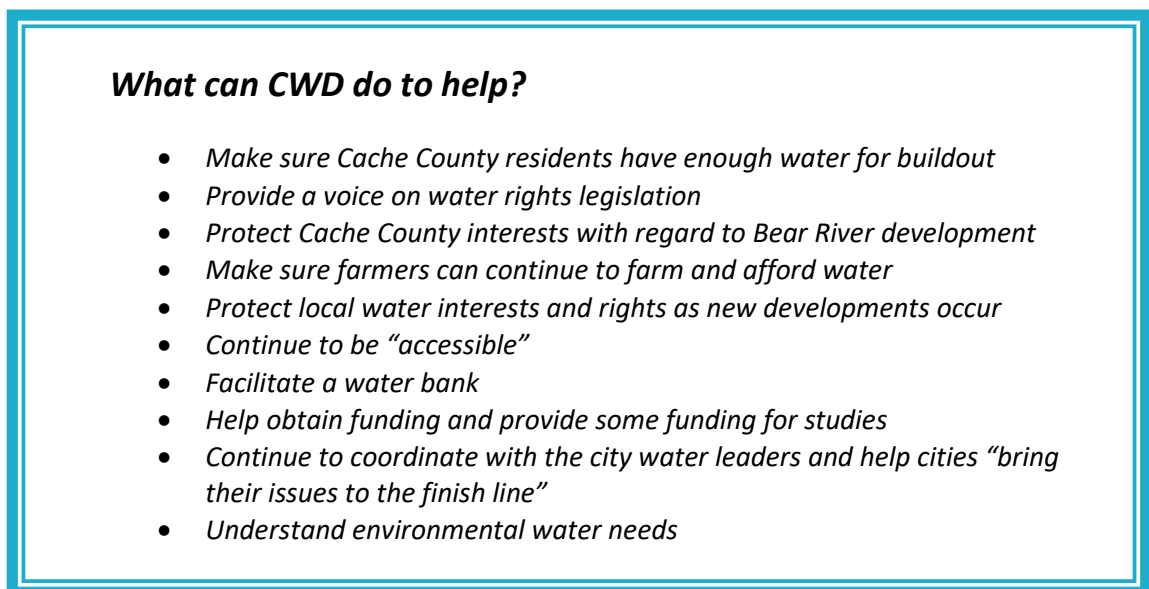 What can CWD do to help?
• Make sure Cache County residents have enough water for buildout
• Provide a voice on water rights legislation
• Protect Cache County interests with regard to Bear River development
• Make sure farmers can continue to farm and afford water
• Protect local water interests and rights as new developments occur
• Continue to be “accessible”
• Facilitate a water bank
• Help obtain funding and provide some funding for studies
• Continue to coordinate with the city water leaders and help cities “bring
their issues to the finish line”
• Understand environmental water needs